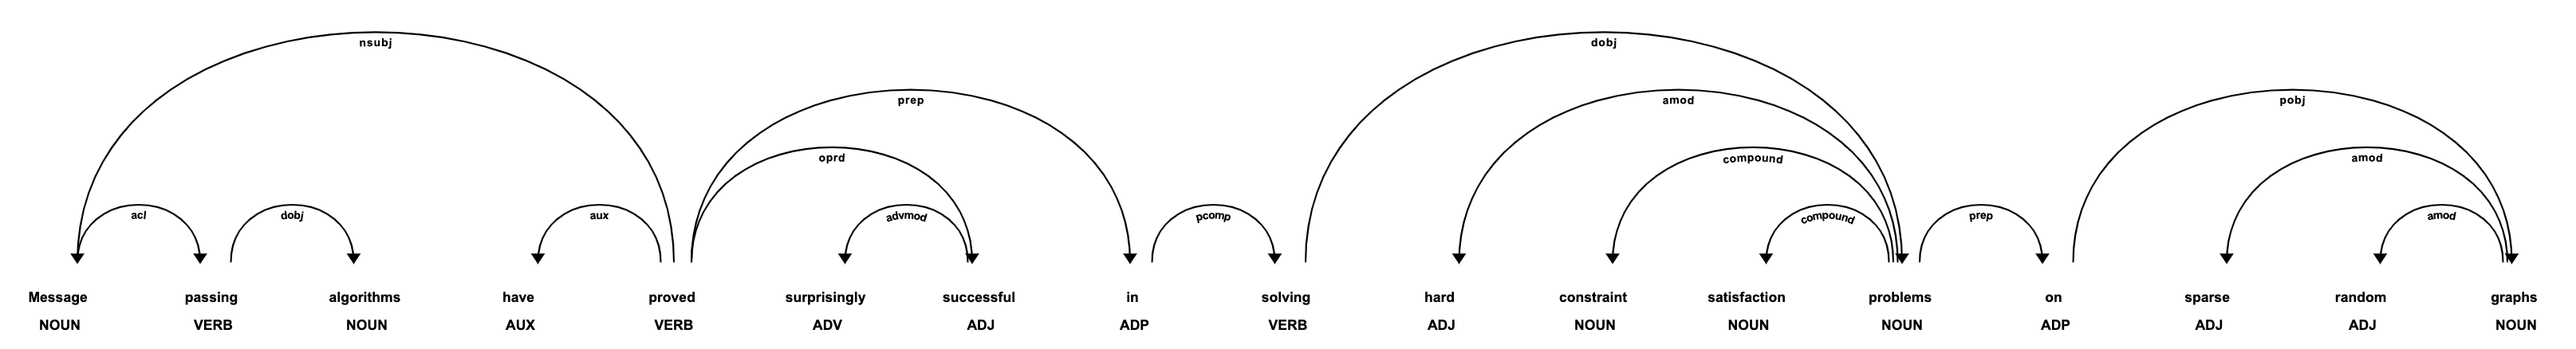 nsubj dobj
prep amod pobj
oprd compound amod
acl dobj aux advmod pcomp compound prep amod
Message passing algorithms have proved surprisingly successful in solving hard constraint satisfaction problems on sparse random graphs
NOUN VERB NOUN AUX VERB ADV ADJ ADP VERB ADJ NOUN NOUN NOUN ADP ADJ ADJ NOUN